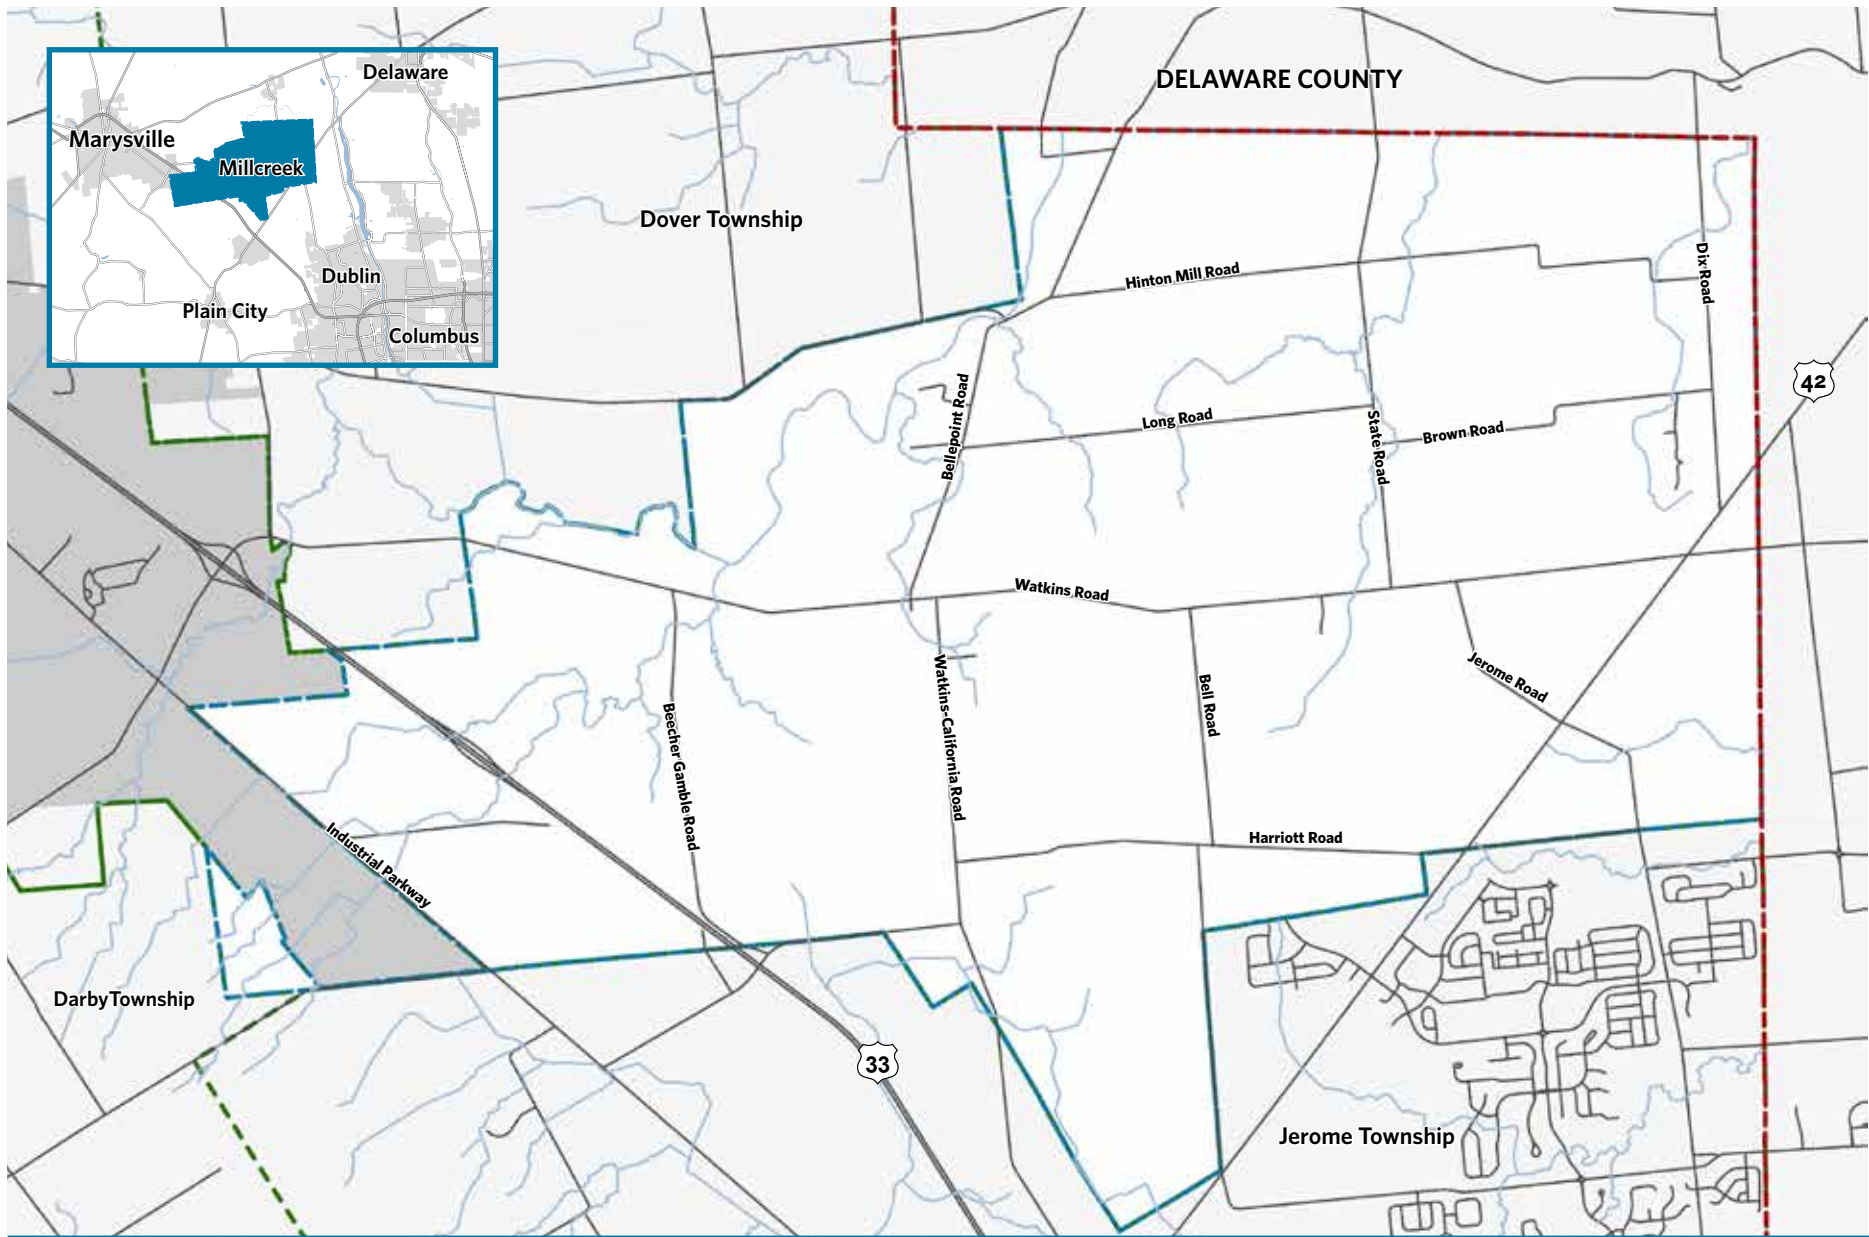 DELAWARE COUNTY
Delaware
Marysville
Millcreek
Dublin
Plain City
Columbus
Dover Township
Hinton Mill Road
Dix Road
42
Bellepoint Road
Long Road
State Road
Brown Road
Watkins Road
Watkins-California Road
Beecher Gamble Road
Bell Road
Jerome Road
Industrial Parkway
Harriott Road
DarbyTownship
33
Jerome Township